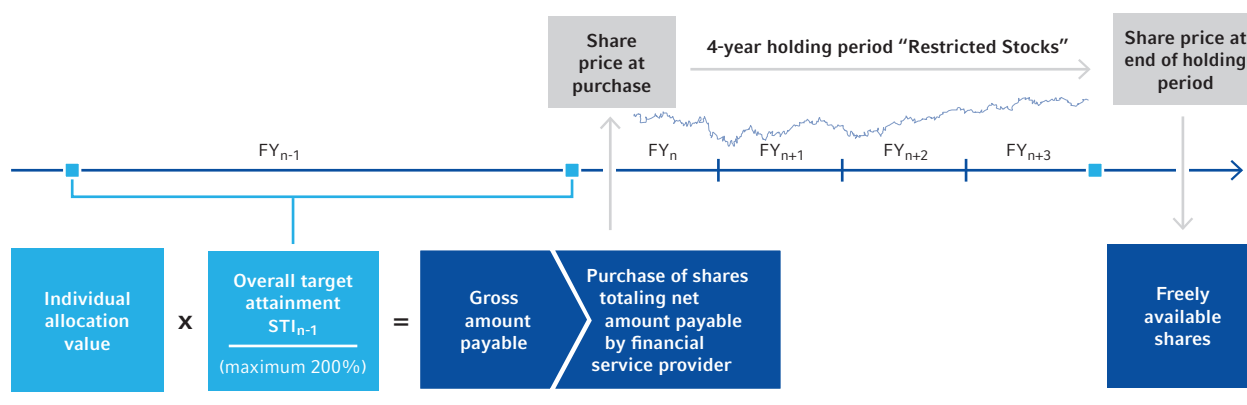 Share
price at
purchase
4-year holding period “Restricted Stocks”
Share price at
end of holding
period
FYn-1
FYn
FYn+1
FYn+2
FYn+3
Individual
allocation
value
x
Overall target
attainment
STIn-1
(maximum 200%)
=
Gross
amount
payable
Purchase of shares
totaling net
amount payable
by financial
service provider
Freely
available
shares